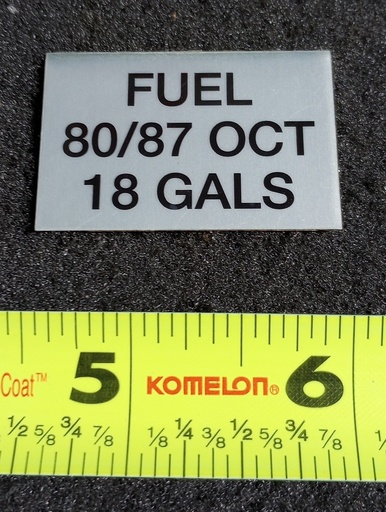 FUEL
80/87 OCT
18 GALS
Coat™ 5 KOMELON® 6
1/2 5/8 3/4 7/8 1/8 1/4 3/8 1/2 5/8 3/4 7/8